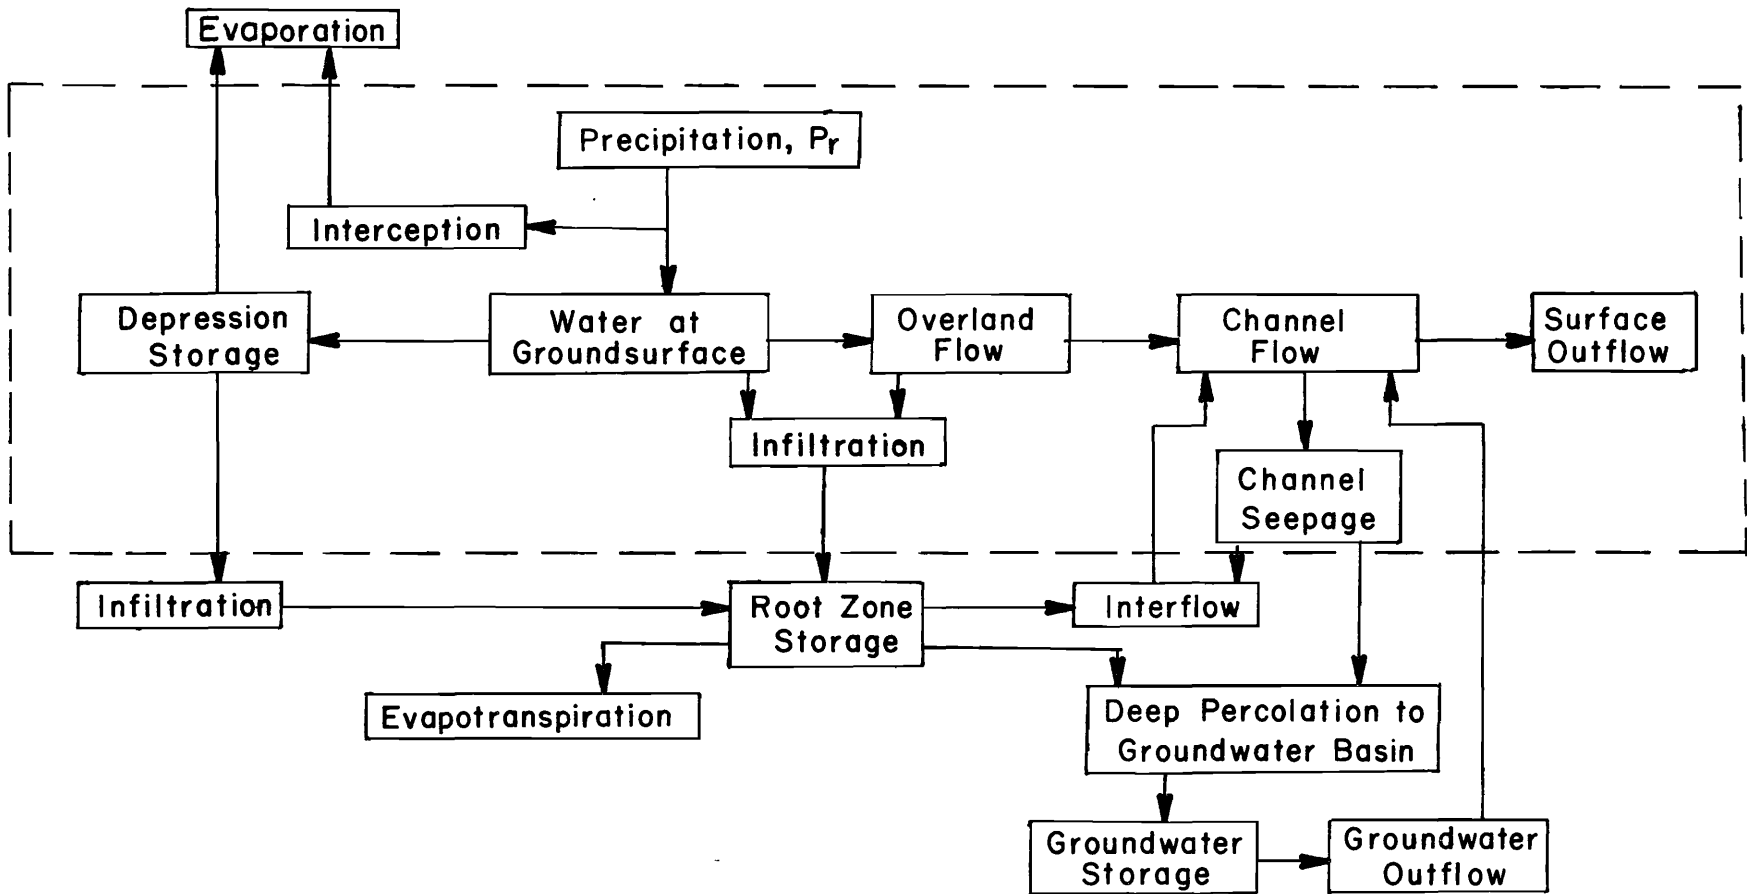 Evaporation
Precipitation, Pr
Interception
Depression
Storage
Water at
Groundsurface
Overland
Flow
Channel
Flow
Surface
Outflow
Infiltration
Channel
Seepage
Infiltration
Root Zone
Storage
Interflow
Evapotranspiration
Deep Percolation to
Groundwater Basin
Groundwater
Storage
Groundwater
Outflow